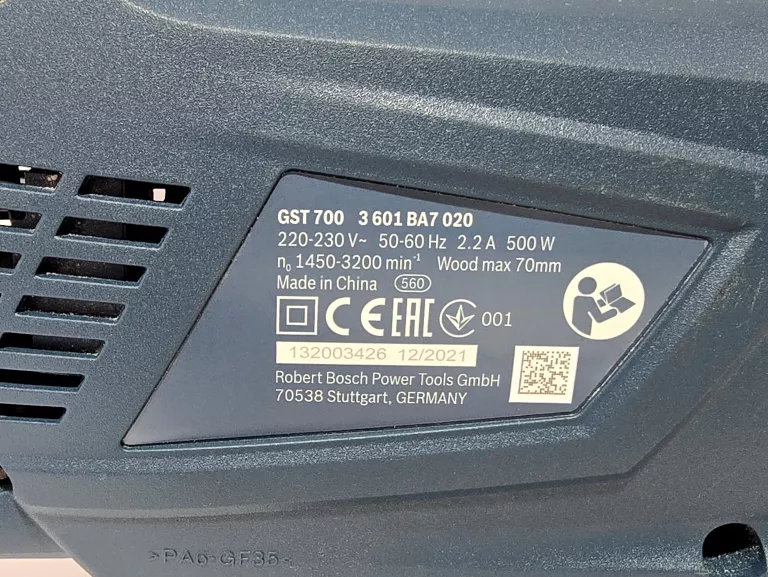 GST 700 3 601 BA7 020
220-230 V~ 50-60 Hz 2.2 A 500 W
n₀ 1450-3200 min⁻¹ Wood max 70mm
Made in China 560
CE EAC 001
132003426 12/2021
Robert Bosch Power Tools GmbH
70538 Stuttgart, GERMANY
>PA6-GF35<